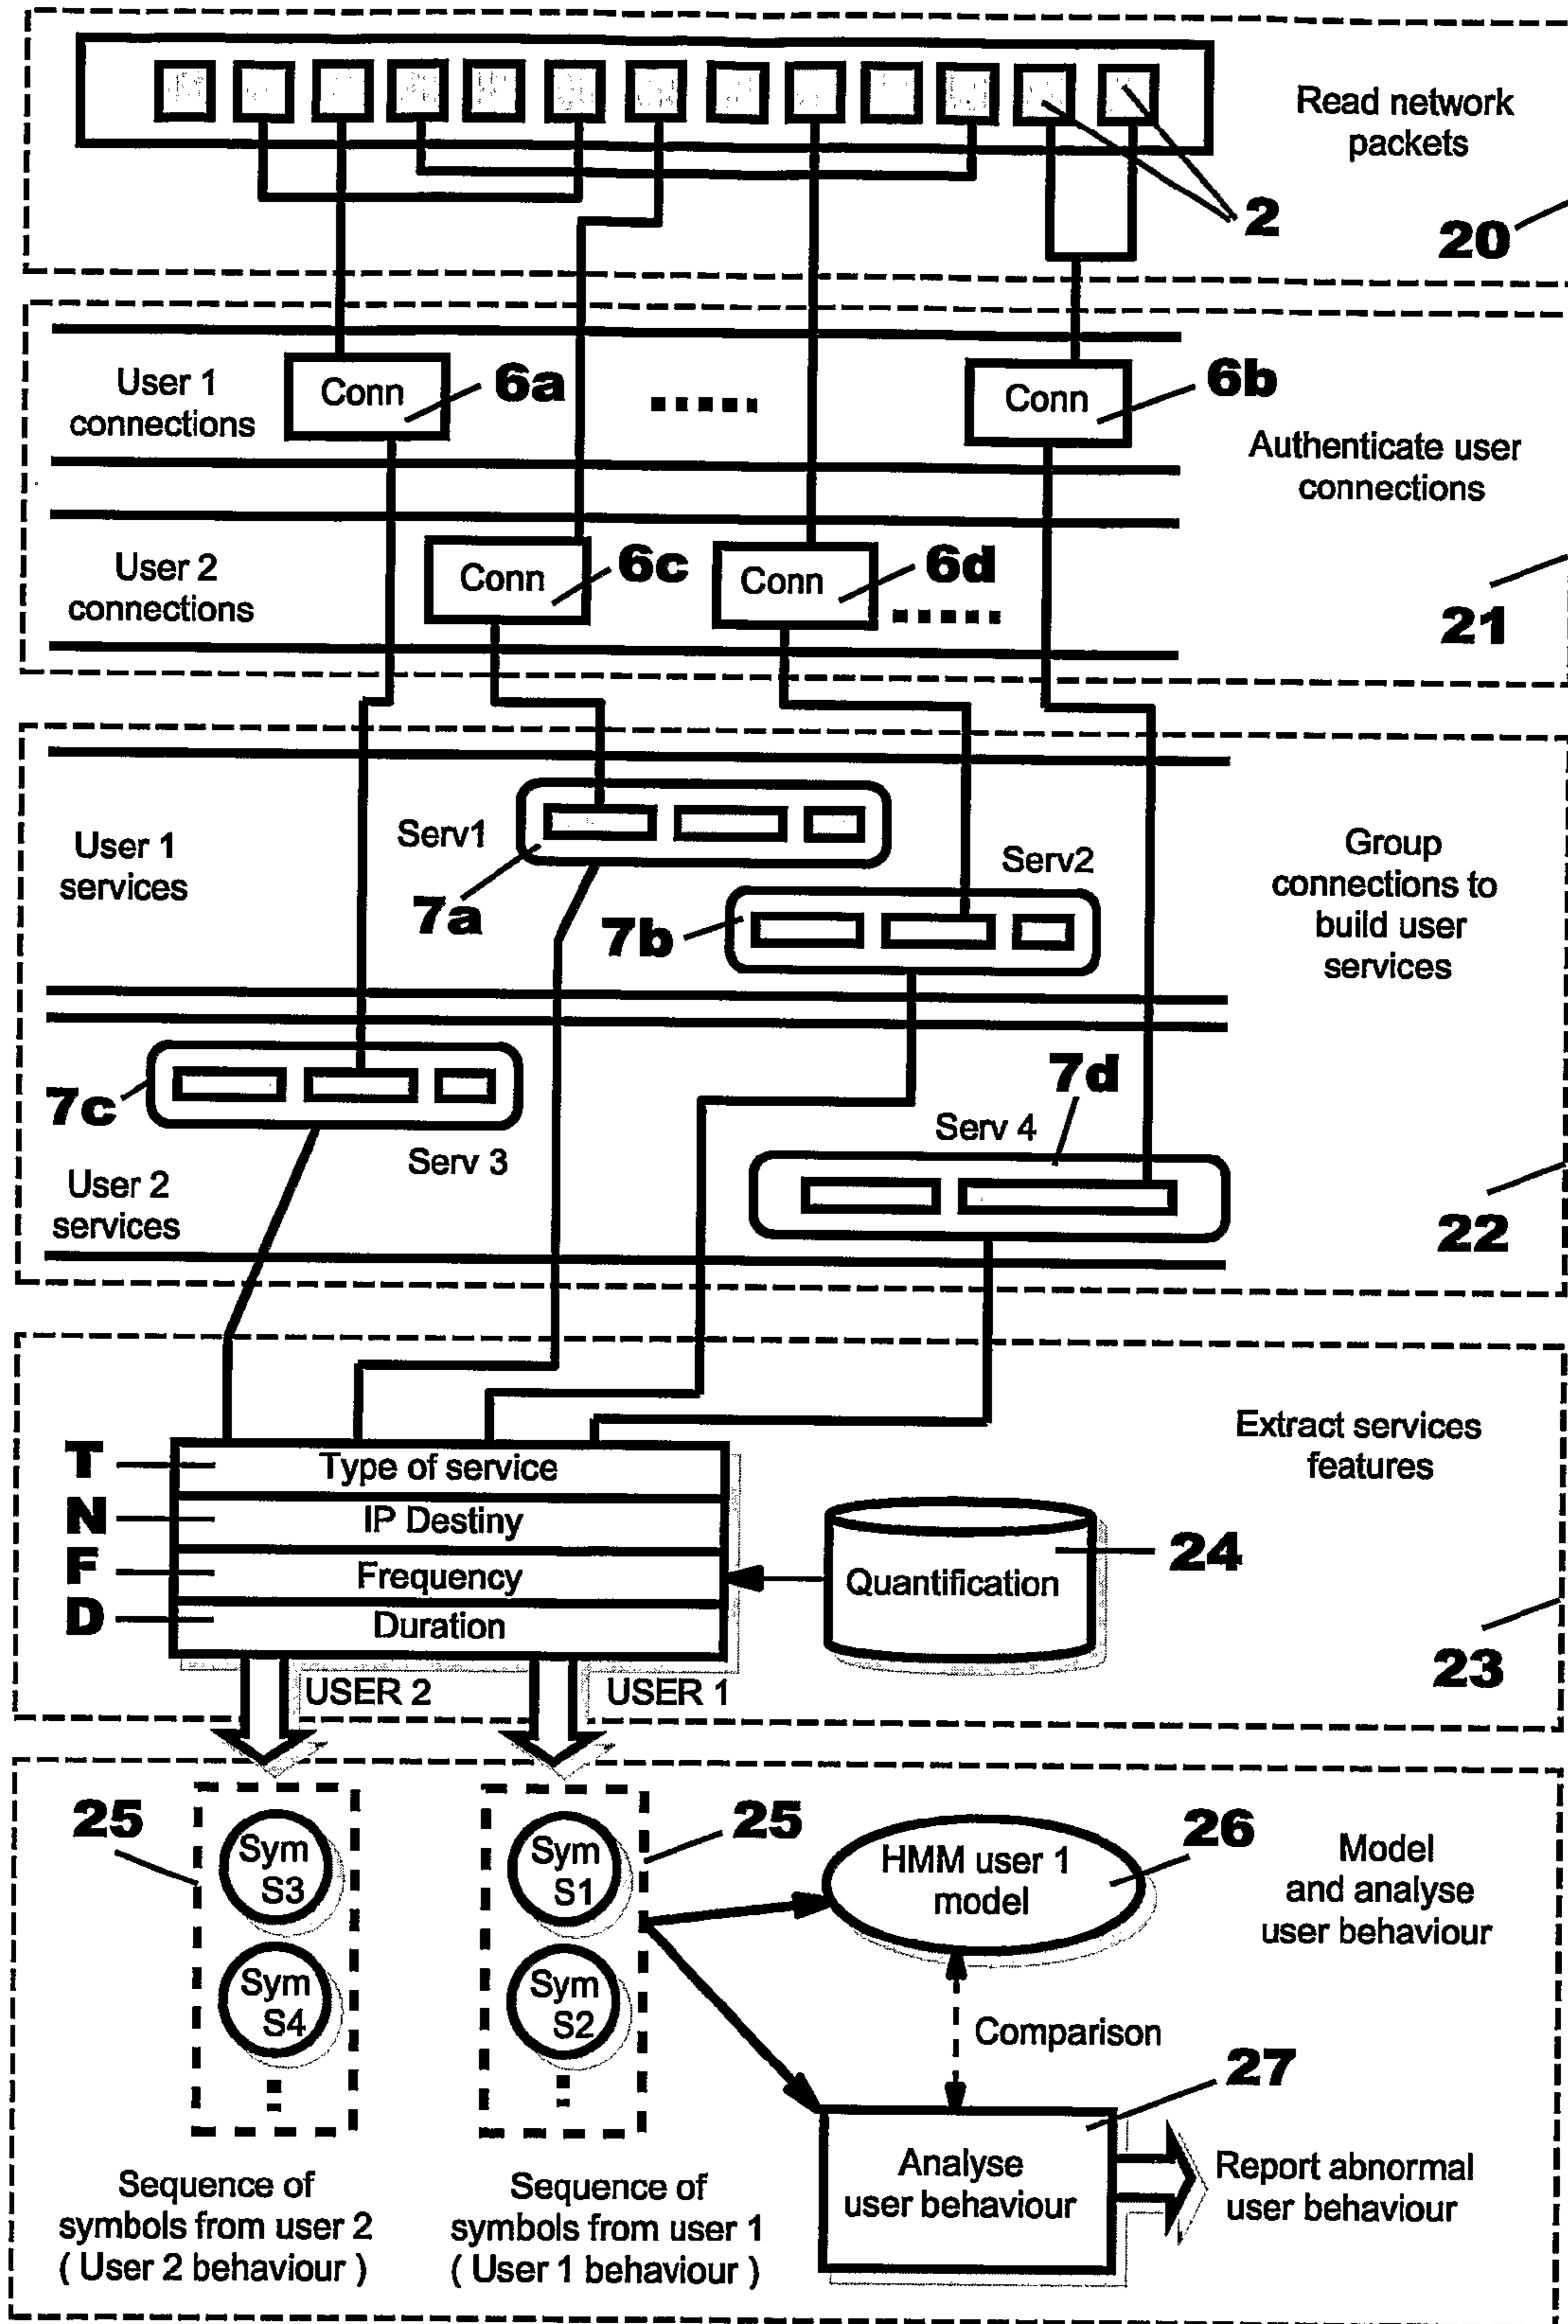 Read network
packets
2
20
User 1
connections
Conn
6a
Conn
6b
Authenticate user
connections
User 2
connections
Conn
6c
Conn
6d
21
User 1
services
Serv1
7a
Serv2
7b
Group
connections to
build user
services
7c
Serv 3
7d
Serv 4
User 2
services
22
Extract services
features
T
Type of service
N
IP Destiny
F
Frequency
D
Duration
Quantification
24
23
USER 2
USER 1
25
Sym
S3
Sym
S4
Sym
S1
Sym
S2
25
HMM user 1
model
26
Model
and analyse
user behaviour
Comparison
27
Analyse
user behaviour
Report abnormal
user behaviour
Sequence of
symbols from user 2
( User 2 behaviour )
Sequence of
symbols from user 1
( User 1 behaviour )